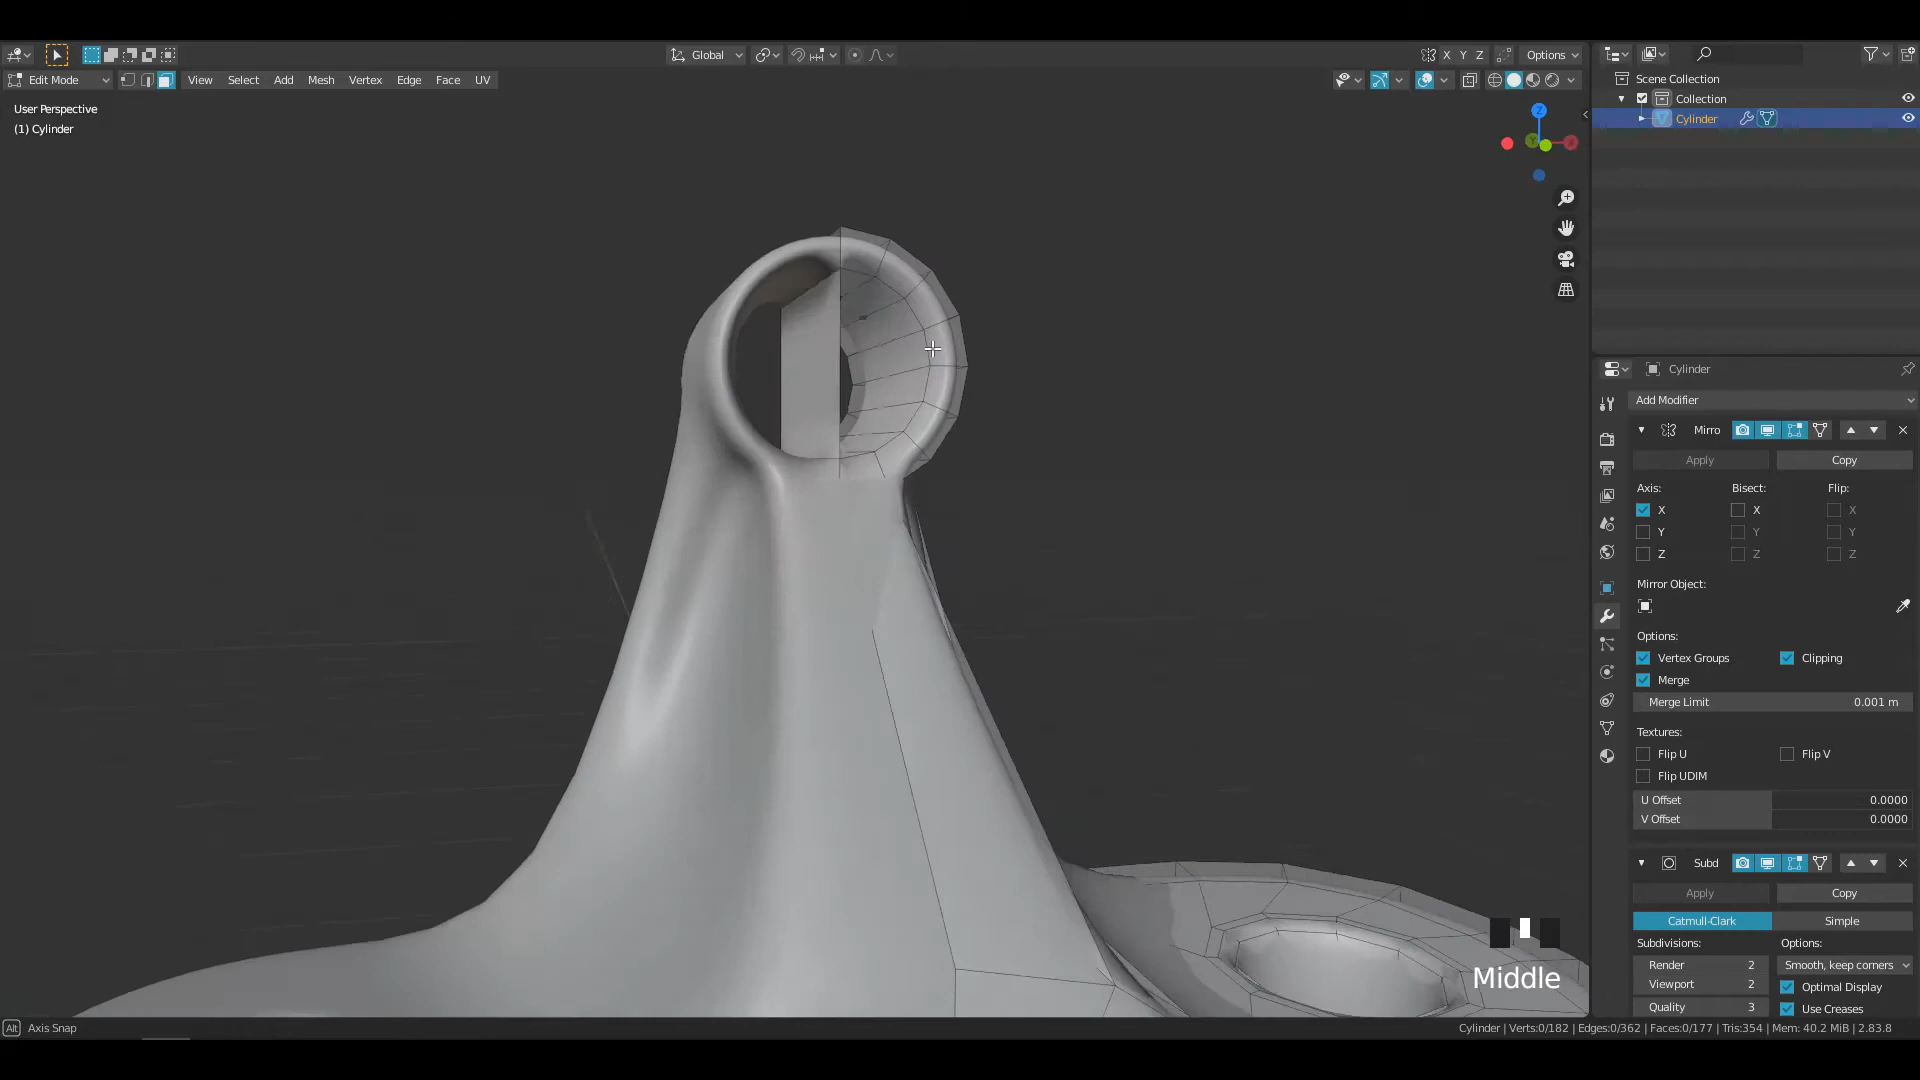 Global
X Y Z
Options
Edit Mode
View Select Add Mesh Vertex Edge Face UV
User Perspective
(1) Cylinder
Z
Y
Scene Collection
Collection
Cylinder
Cylinder
Add Modifier
Mirro
Apply
Copy
Axis:
Bisect:
Flip:
X
X
X
Y
Y
Y
Z
Z
Z
Mirror Object:
Options:
Vertex Groups
Clipping
Merge
Merge Limit 0.001 m
Textures:
Flip U
Flip V
Flip UDIM
U Offset 0.0000
V Offset 0.0000
Subd
Apply
Copy
Catmull-Clark
Simple
Subdivisions:
Options:
Render 2
Smooth, keep corners
Viewport 2
Optimal Display
Quality 3
Use Creases
Middle
Alt Axis Snap
Cylinder | Verts:0/182 | Edges:0/362 | Faces:0/177 | Tris:354 | Mem: 40.2 MiB | 2.83.8